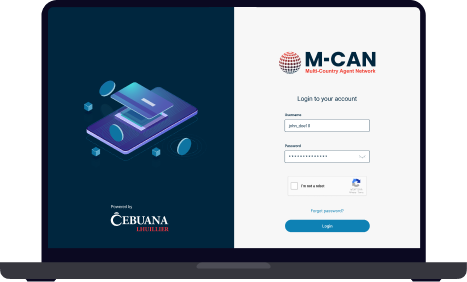 Powered by
CEBUANA
LHUILLIER
M-CAN
Multi-Country Agent Network
Login to your account
Username
Password
**************
I'm not a robot
Forgot password?
Login